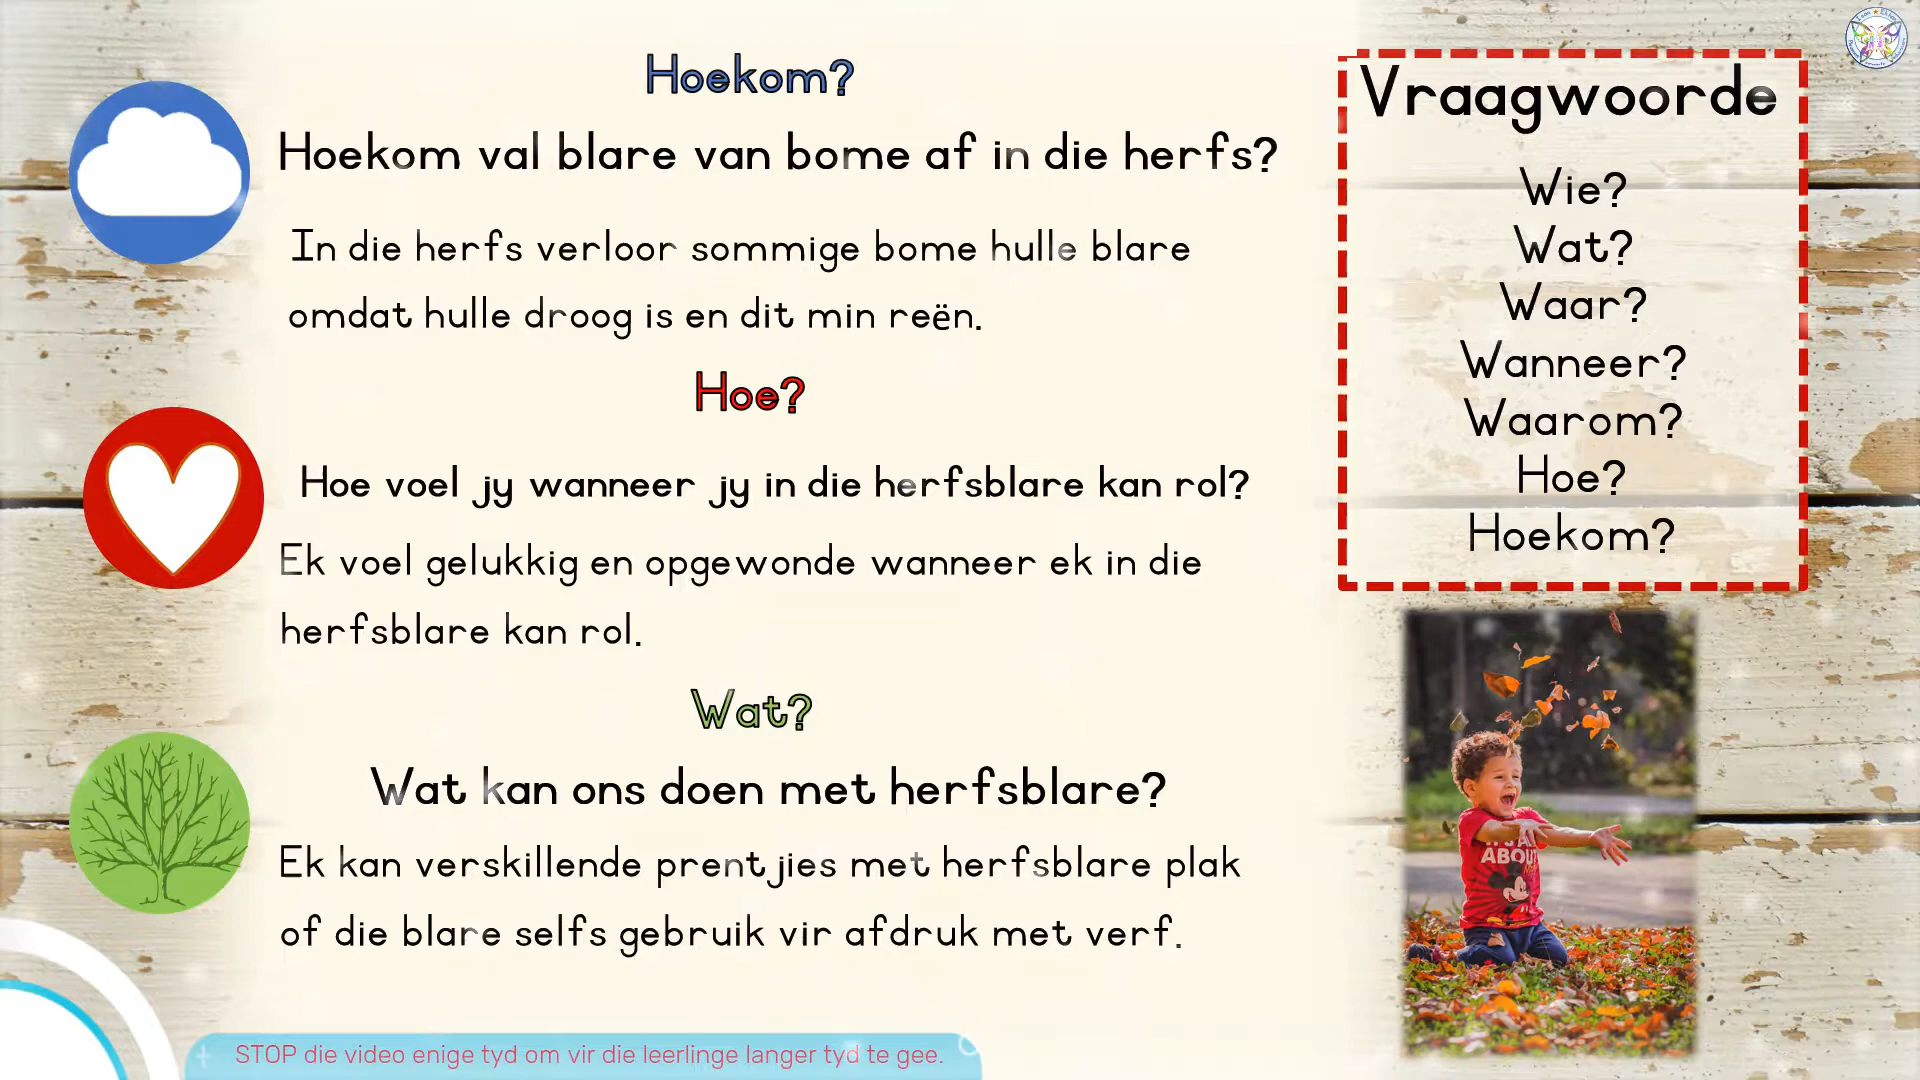 Hoekom?
Hoekom val blare van bome af in die herfs?
In die herfs verloor sommige bome hulle blare
omdat hulle droog is en dit min reën.
Hoe?
Hoe voel jy wanneer jy in die herfsblare kan rol?
Ek voel gelukkig en opgewonde wanneer ek in die
herfsblare kan rol.
Wat?
Wat kan ons doen met herfsblare?
Ek kan verskillende prentjies met herfsblare plak
of die blare selfs gebruik vir afdruk met verf.
STOP die video enige tyd om vir die leerlinge langer tyd te gee.
Vraagwoorde
Wie?
Wat?
Waar?
Wanneer?
Waarom?
Hoe?
Hoekom?
ABOU